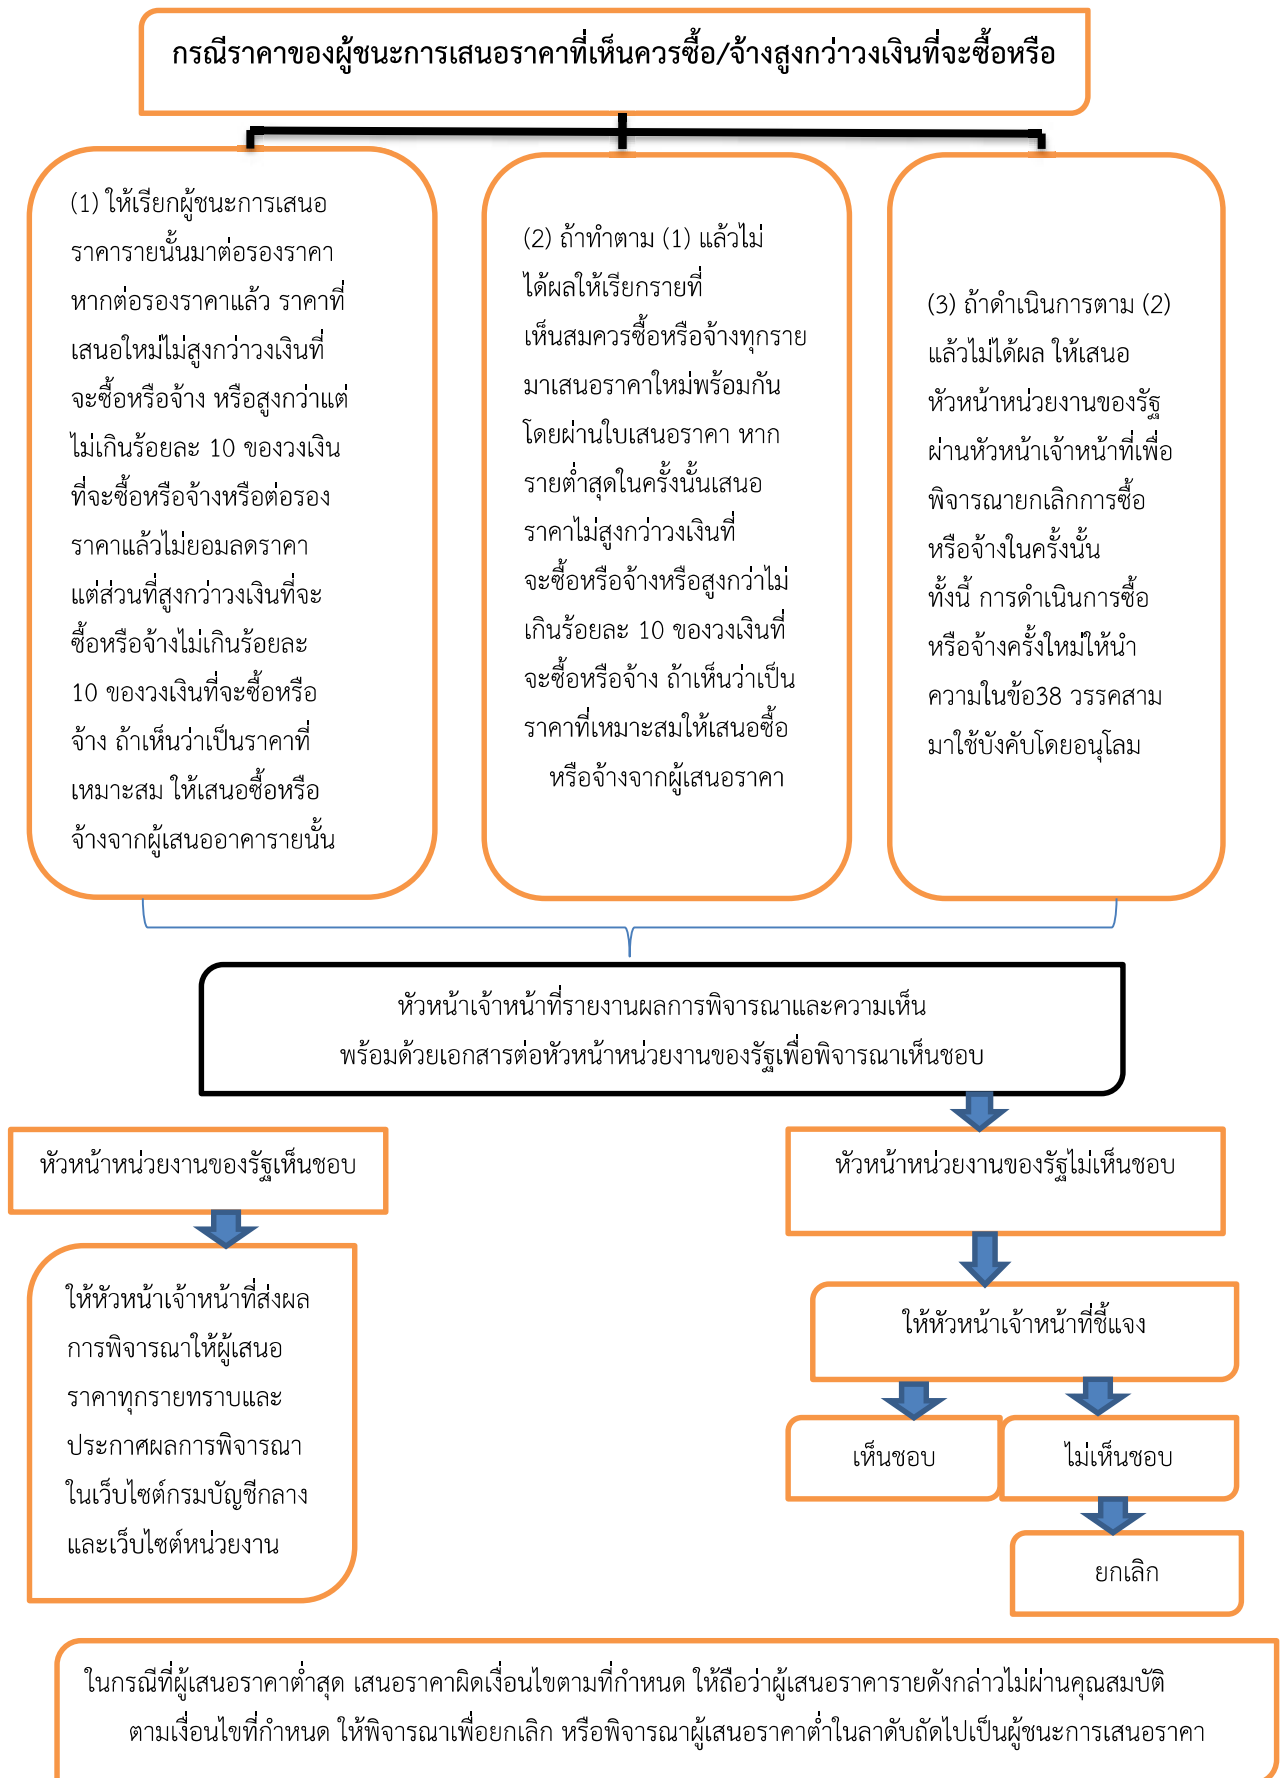 กรณีราคาของผู้ชนะการเสนอราคาที่เห็นควรซื้อ/จ้างสูงกว่าวงเงินที่จะซื้อหรือ
(1) ให้เรียกผู้ชนะการเสนอ
ราคารายนั้นมาต่อรองราคา
หากต่อรองราคาแล้ว ราคาที่
เสนอใหม่ไม่สูงกว่าวงเงินที่
จะซื้อหรือจ้าง หรือสูงกว่าแต่
ไม่เกินร้อยละ 10 ของวงเงิน
ที่จะซื้อหรือจ้างหรือต่อรอง
ราคาแล้วไม่ยอมลดราคา
แต่ส่วนที่สูงกว่าวงเงินที่จะ
ซื้อหรือจ้างไม่เกินร้อยละ
10 ของวงเงินที่จะซื้อหรือ
จ้าง ถ้าเห็นว่าเป็นราคาที่
เหมาะสม ให้เสนอซื้อหรือ
จ้างจากผู้เสนออาคารายนั้น
(2) ถ้าทำตาม (1) แล้วไม่
ได้ผลให้เรียกรายที่
เห็นสมควรซื้อหรือจ้างทุกราย
มาเสนอราคาใหม่พร้อมกัน
โดยผ่านใบเสนอราคา หาก
รายต่ำสุดในครั้งนั้นเสนอ
ราคาไม่สูงกว่าวงเงินที่
จะซื้อหรือจ้างหรือสูงกว่าไม่
เกินร้อยละ 10 ของวงเงินที่
จะซื้อหรือจ้าง ถ้าเห็นว่าเป็น
ราคาที่เหมาะสมให้เสนอซื้อ
หรือจ้างจากผู้เสนอราคา
(3) ถ้าดำเนินการตาม (2)
แล้วไม่ได้ผล ให้เสนอ
หัวหน้าหน่วยงานของรัฐ
ผ่านหัวหน้าเจ้าหน้าที่เพื่อ
พิจารณายกเลิกการซื้อ
หรือจ้างในครั้งนั้น
ทั้งนี้ การดำเนินการซื้อ
หรือจ้างครั้งใหม่ให้นำ
ความในข้อ38 วรรคสาม
มาใช้บังคับโดยอนุโลม
หัวหน้าเจ้าหน้าที่รายงานผลการพิจารณาและความเห็น
พร้อมด้วยเอกสารต่อหัวหน้าหน่วยงานของรัฐเพื่อพิจารณาเห็นชอบ
หัวหน้าหน่วยงานของรัฐเห็นชอบ
ให้หัวหน้าเจ้าหน้าที่ส่งผล
การพิจารณาให้ผู้เสนอ
ราคาทุกรายทราบและ
ประกาศผลการพิจารณา
ในเว็บไซต์กรมบัญชีกลาง
และเว็บไซต์หน่วยงาน
หัวหน้าหน่วยงานของรัฐไม่เห็นชอบ
ให้หัวหน้าเจ้าหน้าที่ชี้แจง
เห็นชอบ
ไม่เห็นชอบ
ยกเลิก
ในกรณีที่ผู้เสนอราคาต่ำสุด เสนอราคาผิดเงื่อนไขตามที่กำหนด ให้ถือว่าผู้เสนอราคารายดังกล่าวไม่ผ่านคุณสมบัติ
ตามเงื่อนไขที่กำหนด ให้พิจารณาเพื่อยกเลิก หรือพิจารณาผู้เสนอราคาต่ำในลาดับถัดไปเป็นผู้ชนะการเสนอราคา